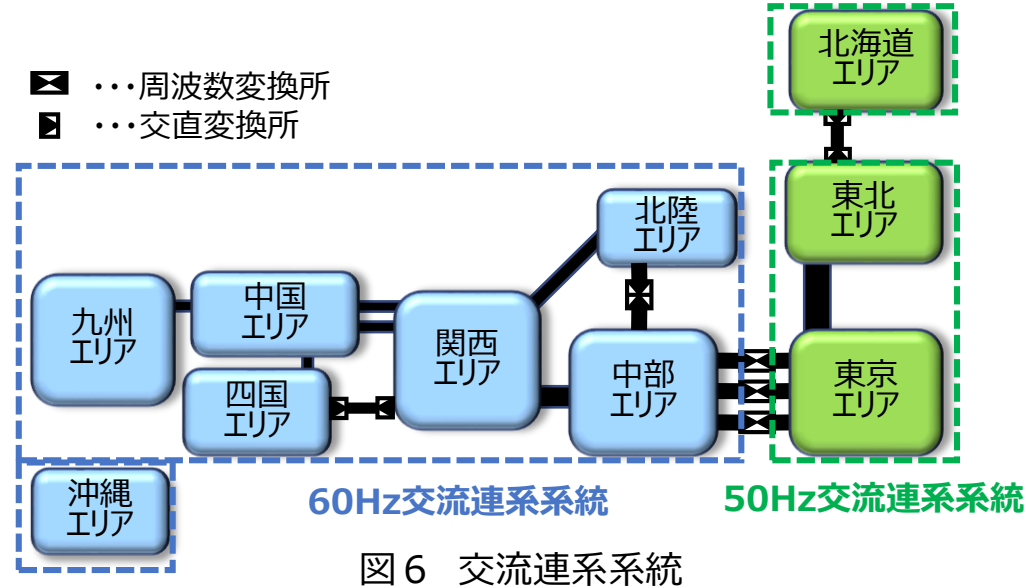 ・・・周波数変換所
・・・交直変換所
北海道
エリア
東北
エリア
北陸
エリア
九州
エリア
中国
エリア
関西
エリア
中部
エリア
東京
エリア
四国
エリア
沖縄
エリア
60Hz交流連系系統
50Hz交流連系系統
図6 交流連系系統